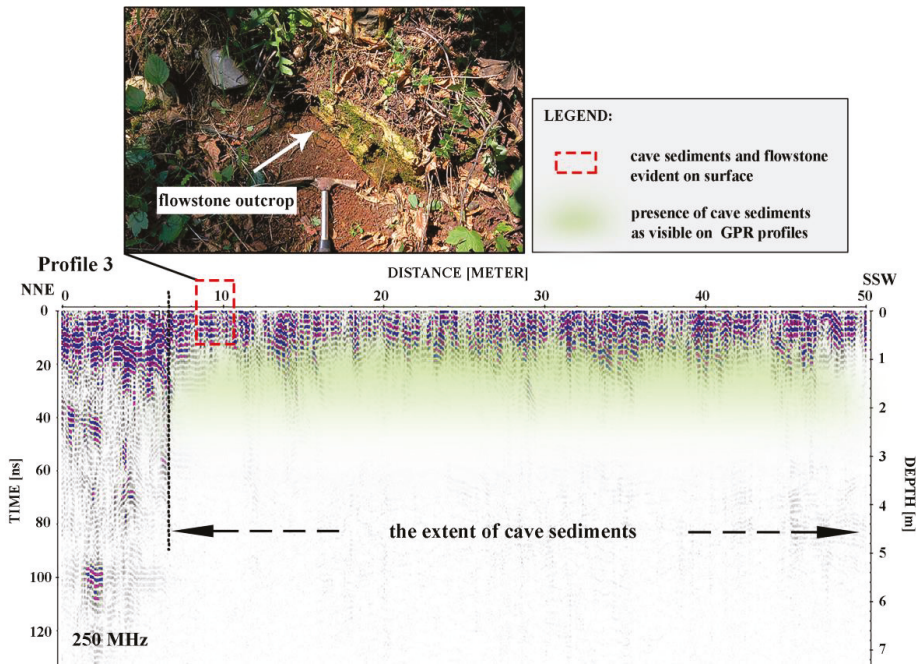 flowstone outcrop
LEGEND:
cave sediments and flowstone
evident on surface
presence of cave sediments
as visible on GPR profiles
Profile 3
DISTANCE [METER]
NNE
SSW
0 10 20 30 40 50
0
20
40
60
80
100
120
TIME [ns]
0
1
2
3
4
5
6
7
DEPTH [m]
the extent of cave sediments
250 MHz